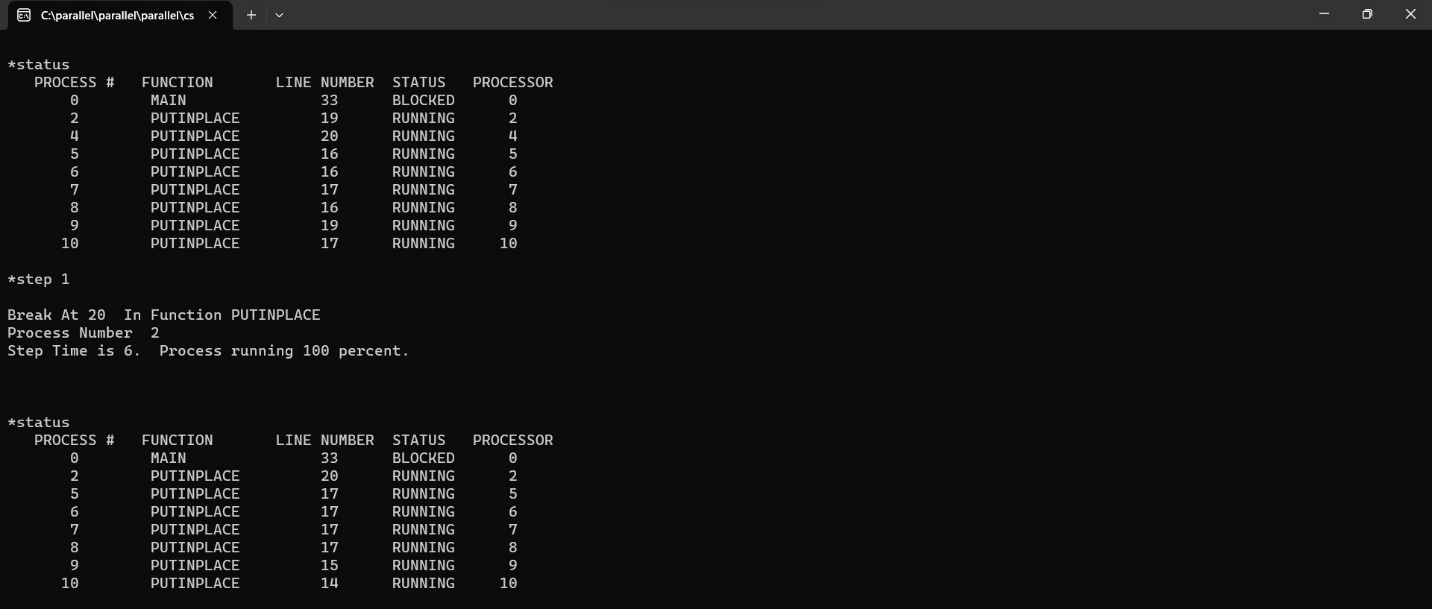 C:\parallel\parallel\parallel\cs
*status
PROCESS #   FUNCTION       LINE NUMBER  STATUS   PROCESSOR
0        MAIN               33      BLOCKED      0
2        PUTINPLACE         19      RUNNING      2
4        PUTINPLACE         20      RUNNING      4
5        PUTINPLACE         16      RUNNING      5
6        PUTINPLACE         16      RUNNING      6
7        PUTINPLACE         17      RUNNING      7
8        PUTINPLACE         16      RUNNING      8
9        PUTINPLACE         19      RUNNING      9
10        PUTINPLACE         17      RUNNING     10
*step 1
Break At 20  In Function PUTINPLACE
Process Number  2
Step Time is 6.  Process running 100 percent.
*status
PROCESS #   FUNCTION       LINE NUMBER  STATUS   PROCESSOR
0        MAIN               33      BLOCKED      0
2        PUTINPLACE         20      RUNNING      2
5        PUTINPLACE         17      RUNNING      5
6        PUTINPLACE         17      RUNNING      6
7        PUTINPLACE         17      RUNNING      7
8        PUTINPLACE         17      RUNNING      8
9        PUTINPLACE         15      RUNNING      9
10        PUTINPLACE         14      RUNNING     10